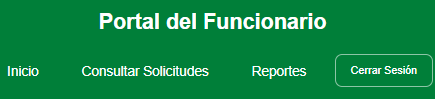 Portal del Funcionario
Inicio Consultar Solicitudes Reportes Cerrar Sesión